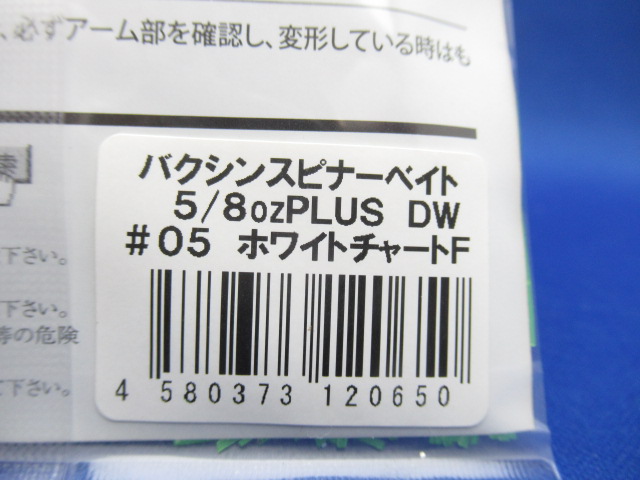 、必ずアーム部を確認し、変形している時はも
索
バクシンスピナーベイト
5/8ozPLUS DW
#05 ホワイトチャートF
下さい。
下さい。
等の危険
下さい。
4 580373 120650